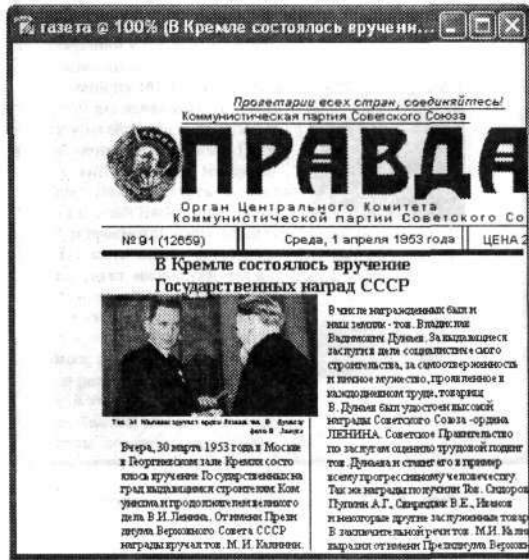 газета @ 100% (В Кремле состоялось вручени...
Пролетарии всех стран, соединяйтесь!
Коммунистическая партия Советского Союза
ПРАВДА
Орган Центрального Комитета
Коммунистической партии Советского Со
№91 (12659) Среда, 1 апреля 1953 года ЦЕНА 2
В Кремле состоялось вручение
Государственных наград СССР
Вчера, 30 марта 1953 года в Москве
в Георгиевском зале Кремля состо
ялось вручение Государственных на
град выдающимся строителям Ком
унизма и продолжателям великого
дела В.И. Ленина. От имени Прези
диума Верховного Совета СССР
награды вручал тов. М. И. Калинин.
В числе награжденных был и
наш земляк - тов. Владислав
Вадимович Дунаев. За выдающиеся
заслуги в деле социалистического
строительства, за самоотверженность
и личное мужество, проявленное в
каждодневном труде, товарищ
В. Дунаев был удостоен высокой
награды Советского Союза -ордена
ЛЕНИНА. Советское Правительство
по заслугам оценило трудовой подвиг
тов. Дунаева и ставит его в пример
всему прогрессивному человечеству.
Так же награды получили Тов. Сидоров
Пупкин А.Г., В.Е., Иванов
и некоторые другие заслуженные товар
В заключительной речи тов. М.И. Кали
выразил от имени Президиума Верхов